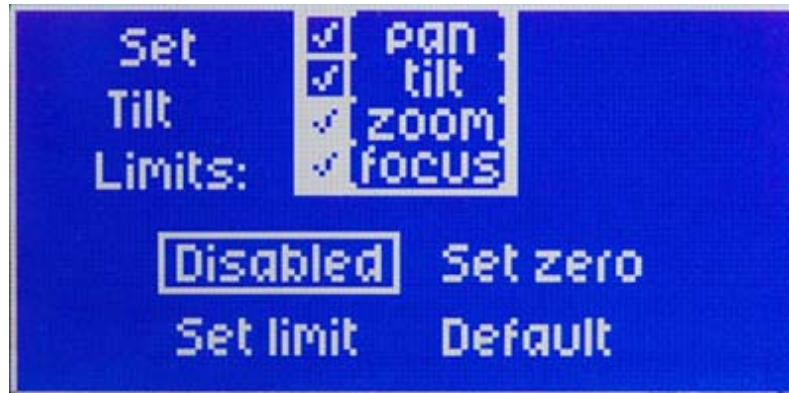 Set pan
tilt
Tilt zoom
Limits: focus
Disabled Set zero
Set limit Default